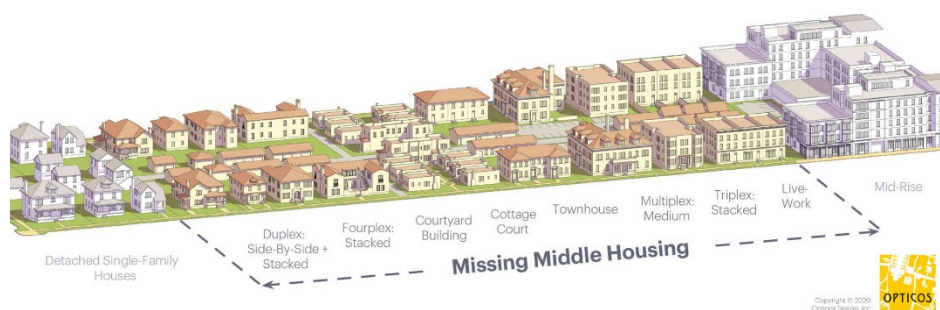 Detached Single-Family
Houses
Duplex:
Side-By-Side +
Stacked
Fourplex:
Stacked
Courtyard
Building
Cottage
Court
Townhouse
Multiplex:
Medium
Triplex:
Stacked
Live-
Work
Mid-Rise
Missing Middle Housing
Copyright © 2020
Opticos Design, Inc.
OPTICOS